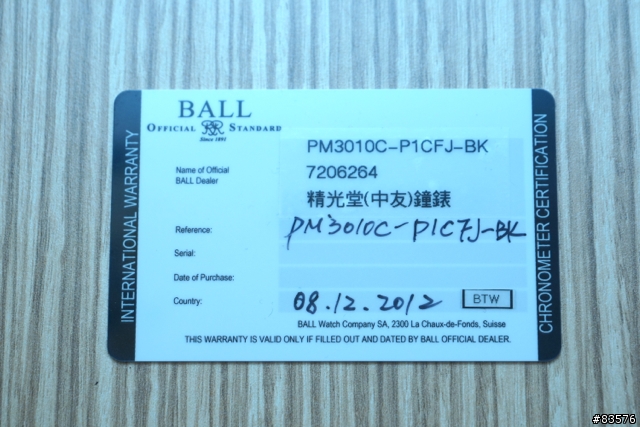 BALL
OFFICIAL RR STANDARD
Since 1891
INTERNATIONAL WARRANTY
PM3010C-P1CFJ-BK
Name of Official
BALL Dealer
7206264
精光堂(中友)鐘錶
Reference:
PM3010C-P1CFJ-BK
Serial:
Date of Purchase:
Country:
08.12.2012
BTW
BALL Watch Company SA, 2300 La Chaux-de-Fonds, Suisse
THIS WARRANTY IS VALID ONLY IF FILLED OUT AND DATED BY BALL OFFICIAL DEALER.
CHRONOMETER CERTIFICATION
#83576